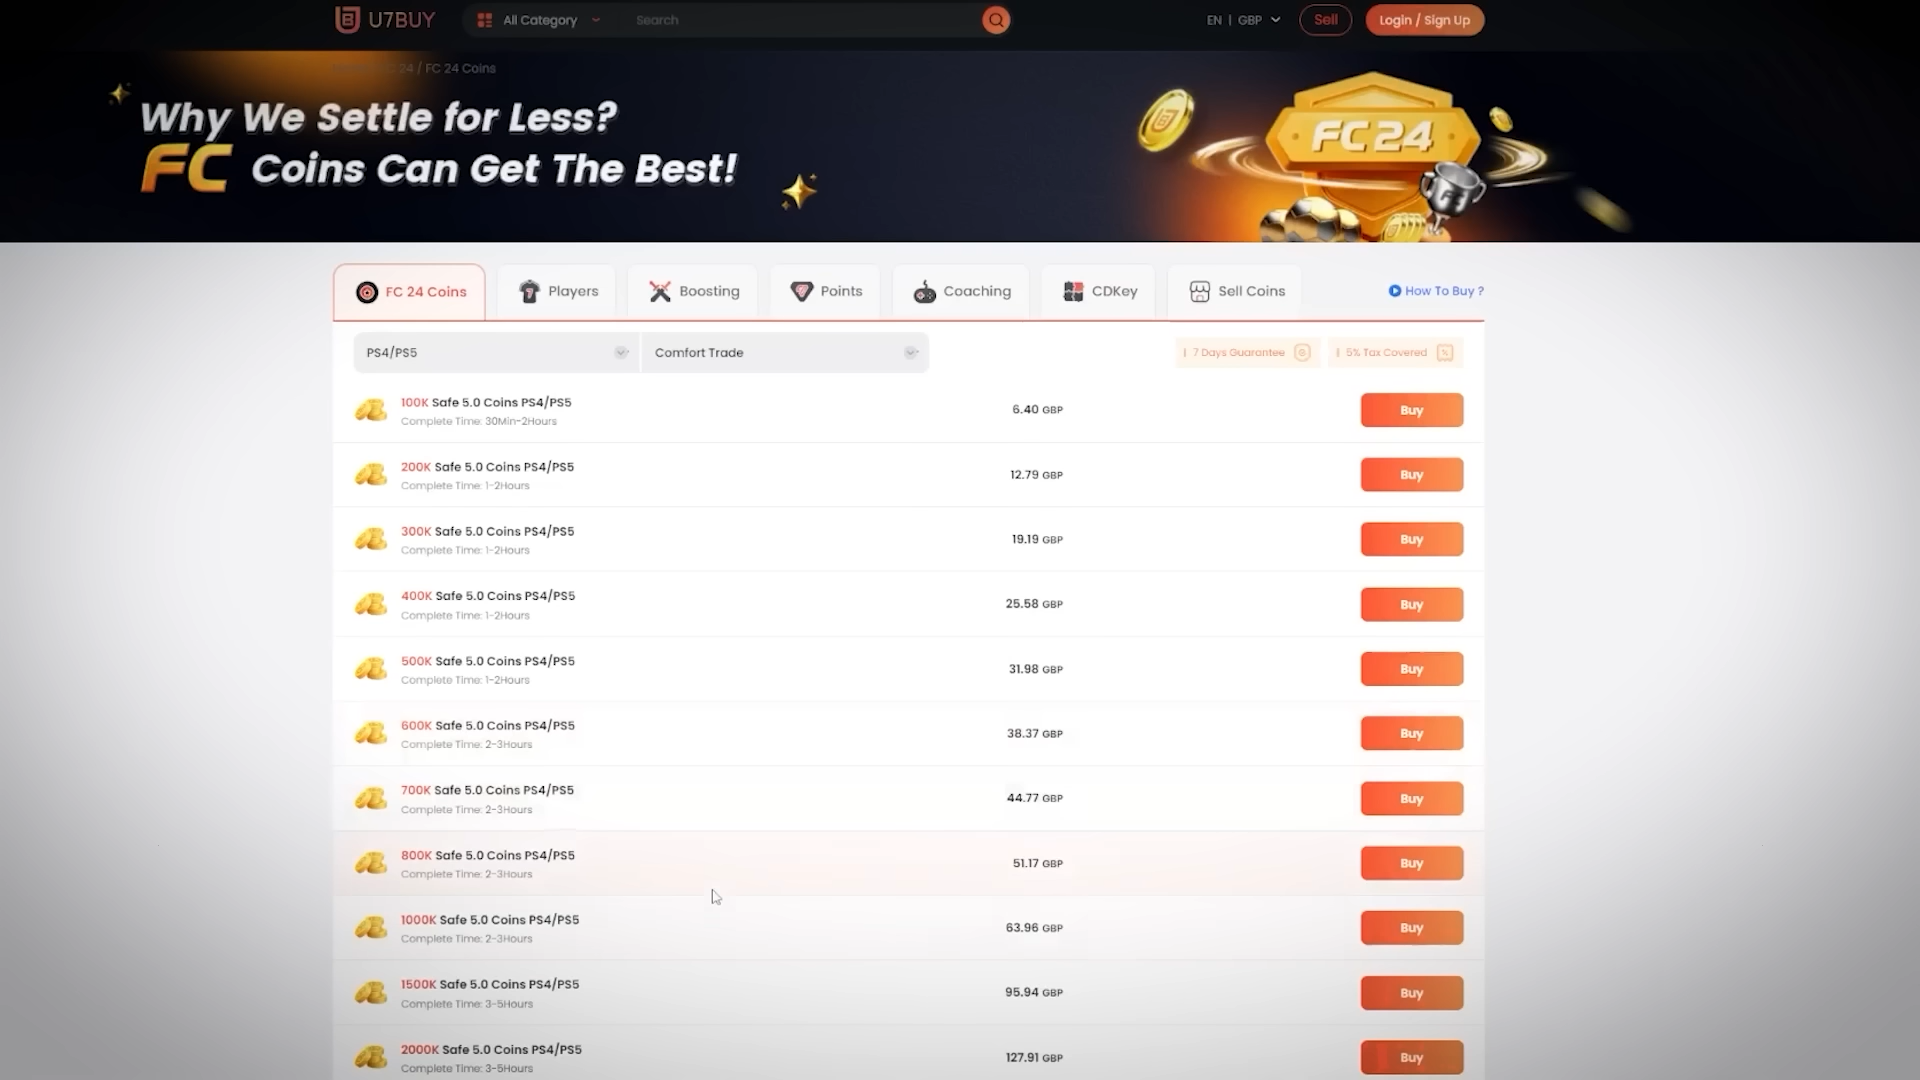 U7BUY
All Category
Search
EN | GBP
Sell
Login / Sign Up
24 / FC 24 Coins
Why We Settle for Less?
FC Coins Can Get The Best!
FC 24
FC 24 Coins
Players
Boosting
Points
Coaching
CDKey
Sell Coins
How To Buy ?
PS4/PS5
Comfort Trade
7 Days Guarantee
5% Tax Covered
100K Safe 5.0 Coins PS4/PS5
Complete Time: 30Min-2Hours
6.40 GBP
Buy
200K Safe 5.0 Coins PS4/PS5
Complete Time: 1-2Hours
12.79 GBP
Buy
300K Safe 5.0 Coins PS4/PS5
Complete Time: 1-2Hours
19.19 GBP
Buy
400K Safe 5.0 Coins PS4/PS5
Complete Time: 1-2Hours
25.58 GBP
Buy
500K Safe 5.0 Coins PS4/PS5
Complete Time: 1-2Hours
31.98 GBP
Buy
600K Safe 5.0 Coins PS4/PS5
Complete Time: 2-3Hours
38.37 GBP
Buy
700K Safe 5.0 Coins PS4/PS5
Complete Time: 2-3Hours
44.77 GBP
Buy
800K Safe 5.0 Coins PS4/PS5
Complete Time: 2-3Hours
51.17 GBP
Buy
1000K Safe 5.0 Coins PS4/PS5
Complete Time: 2-3Hours
63.96 GBP
Buy
1500K Safe 5.0 Coins PS4/PS5
Complete Time: 3-5Hours
95.94 GBP
Buy
2000K Safe 5.0 Coins PS4/PS5
Complete Time: 3-5Hours
127.91 GBP
Buy